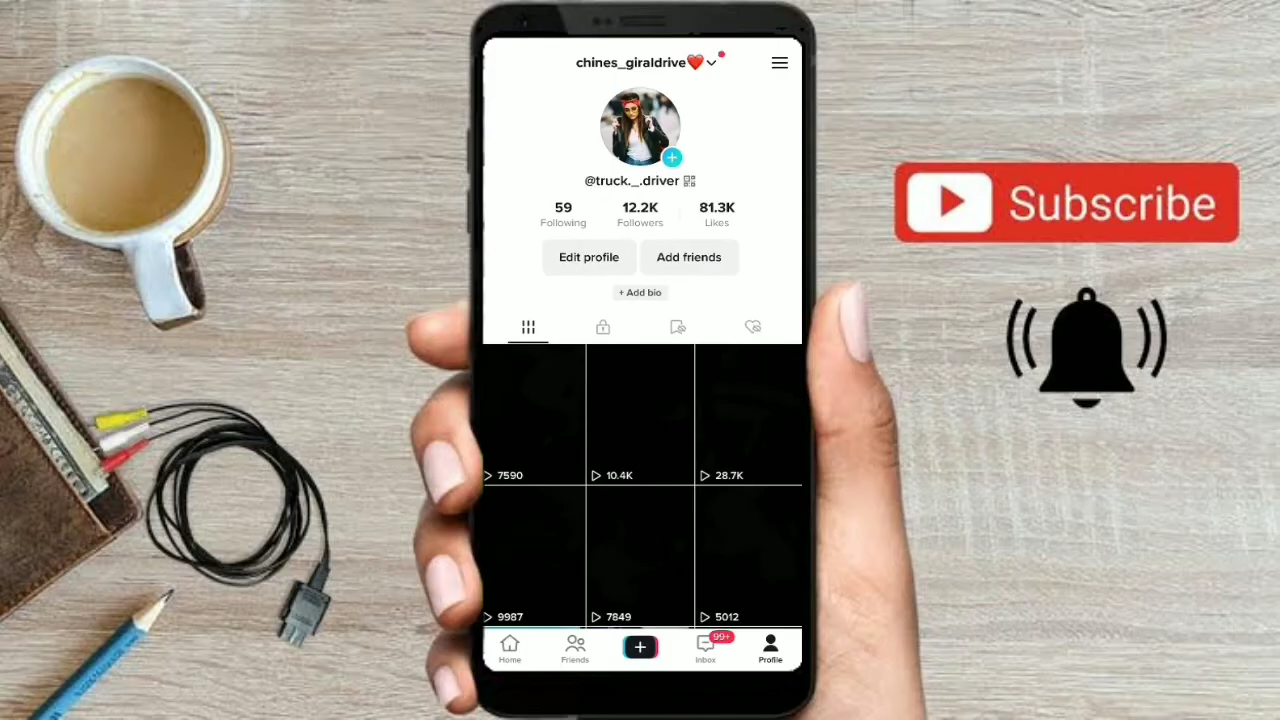 chines_giraldrive❤️
@truck._.driver
59 12.2K 81.3K
Following Followers Likes
Edit profile Add friends
+ Add bio
7590 10.4K 28.7K
9987 7849 5012
99+
Home Friends Inbox Profile
Subscribe